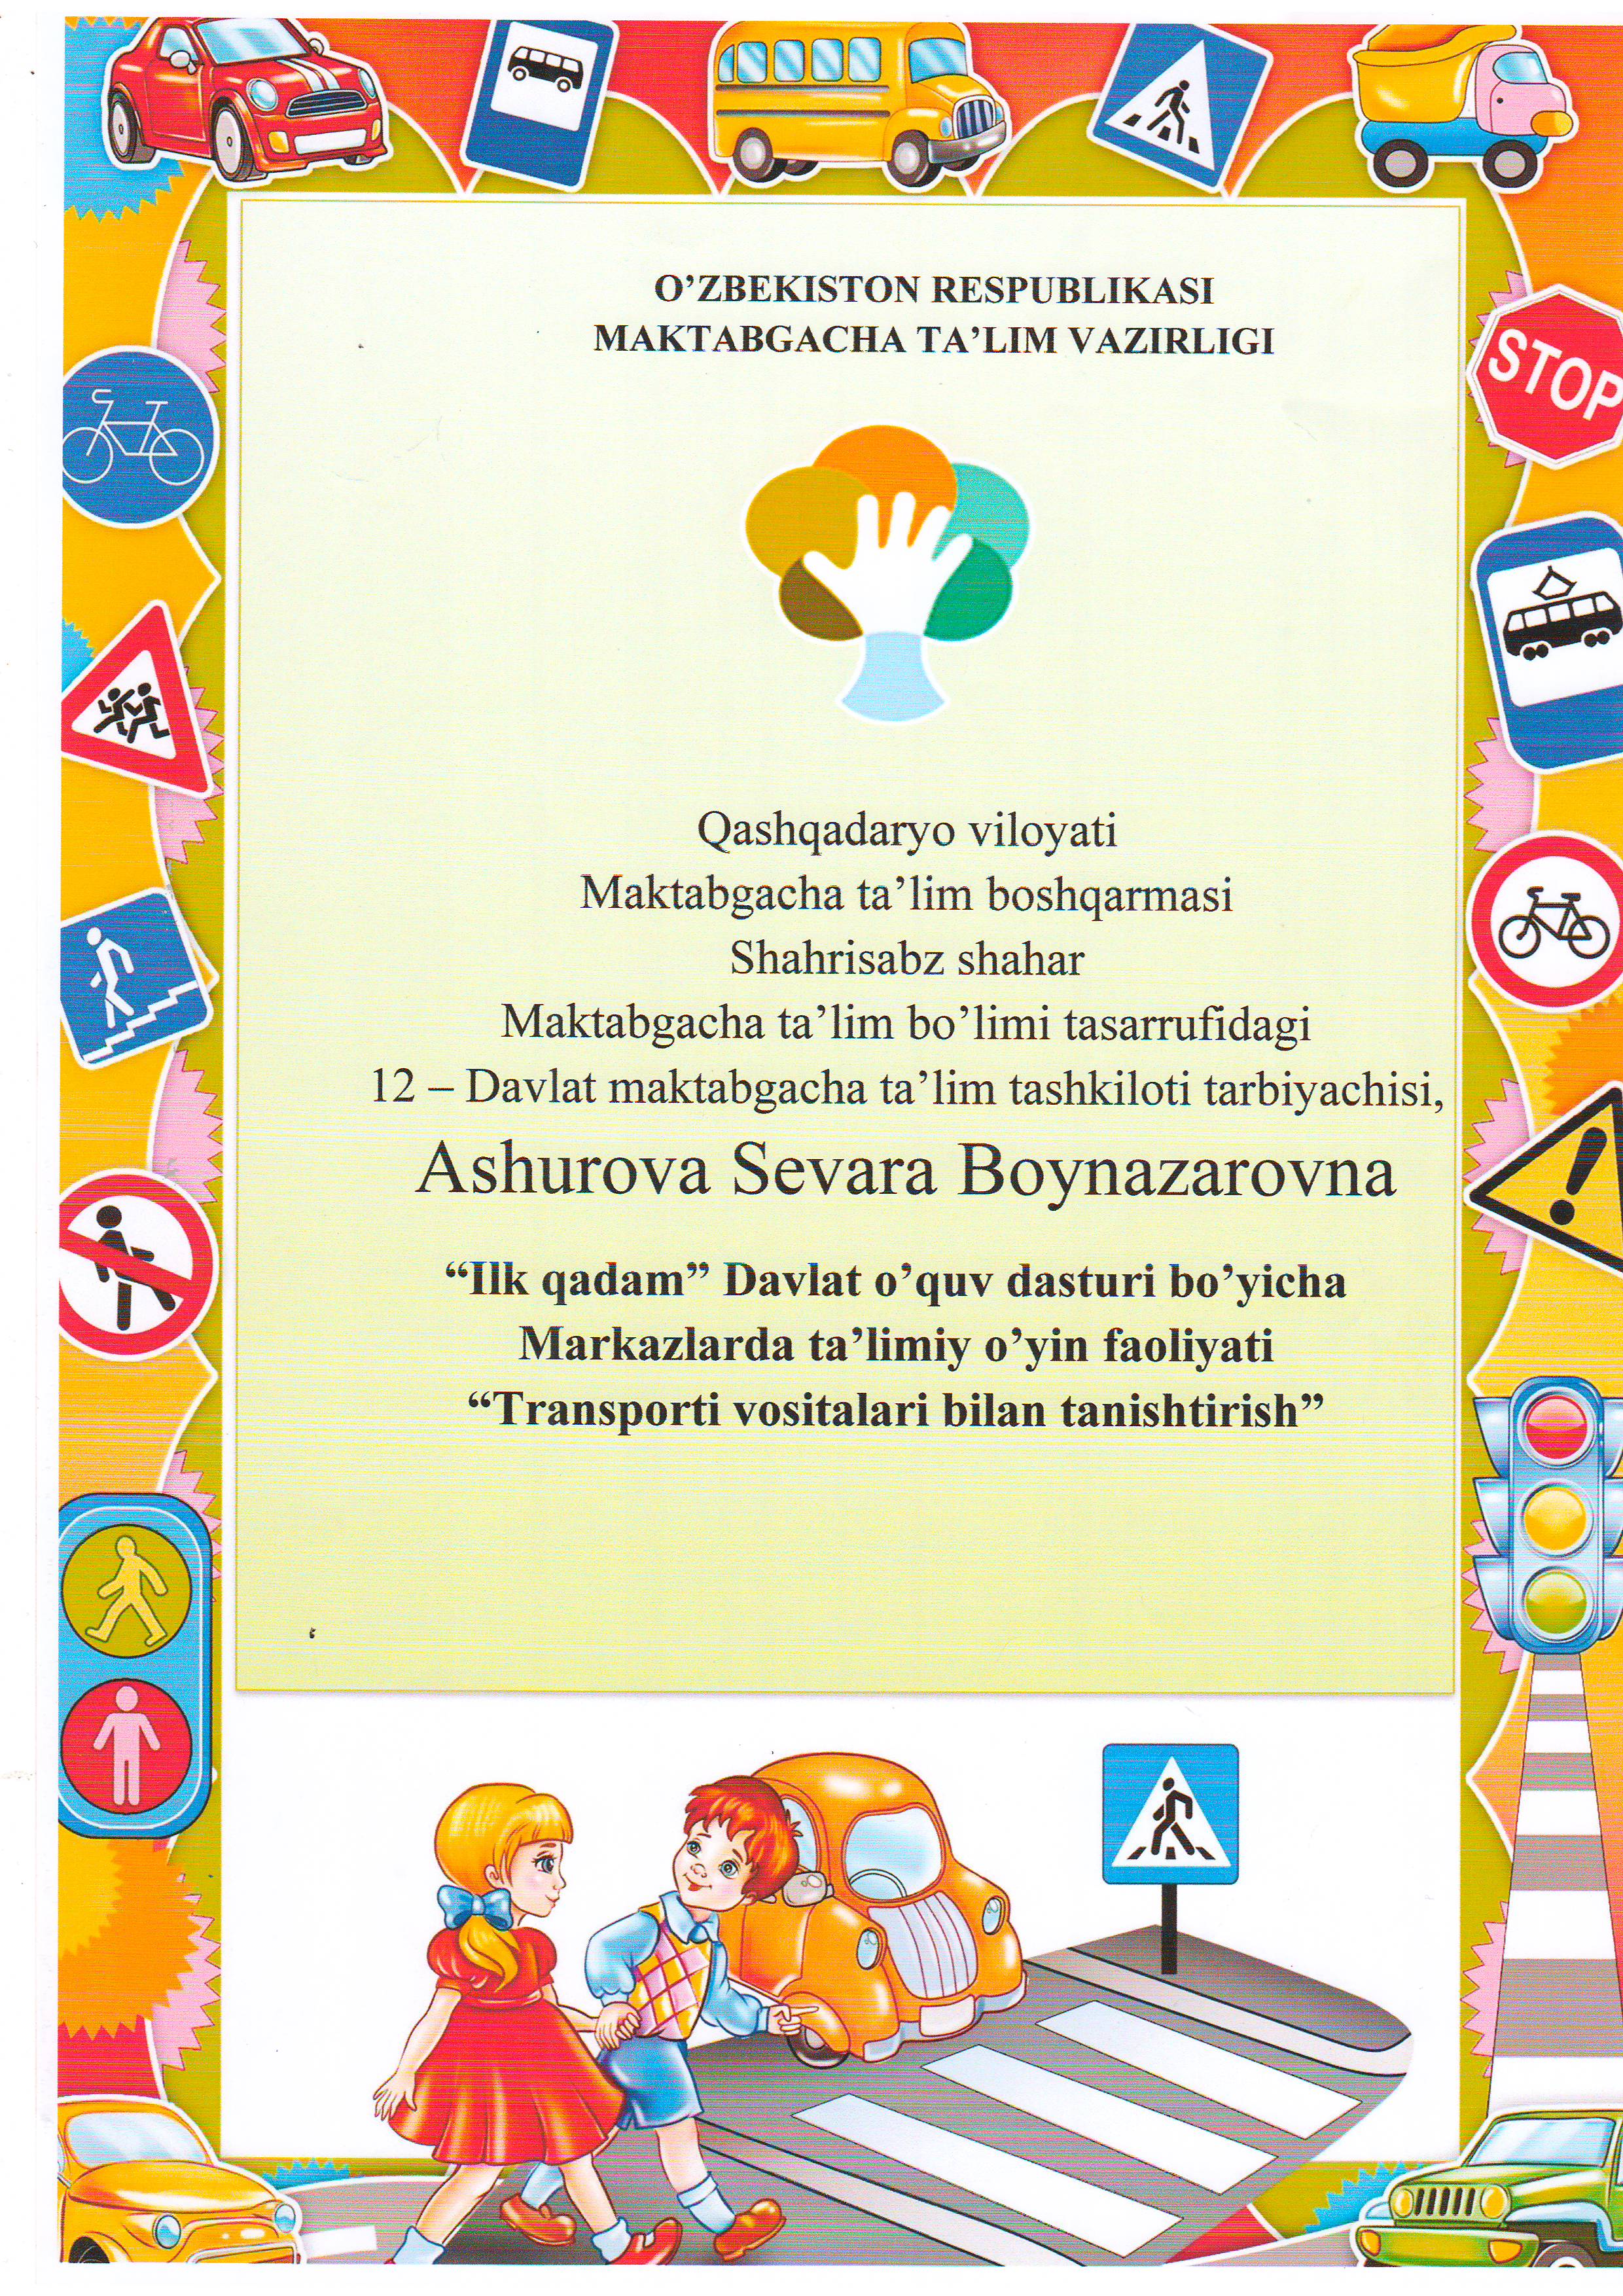 O’ZBEKISTON RESPUBLIKASI
MAKTABGACHA TA’LIM VAZIRLIGI
STOP
Qashqadaryo viloyati
Maktabgacha ta’lim boshqarmasi
Shahrisabz shahar
Maktabgacha ta’lim bo’limi tasarrufidagi
12 – Davlat maktabgacha ta’lim tashkiloti tarbiyachisi,
Ashurova Sevara Boynazarovna
“Ilk qadam” Davlat o’quv dasturi bo’yicha
Markazlarda ta’limiy o’yin faoliyati
“Transporti vositalari bilan tanishtirish”